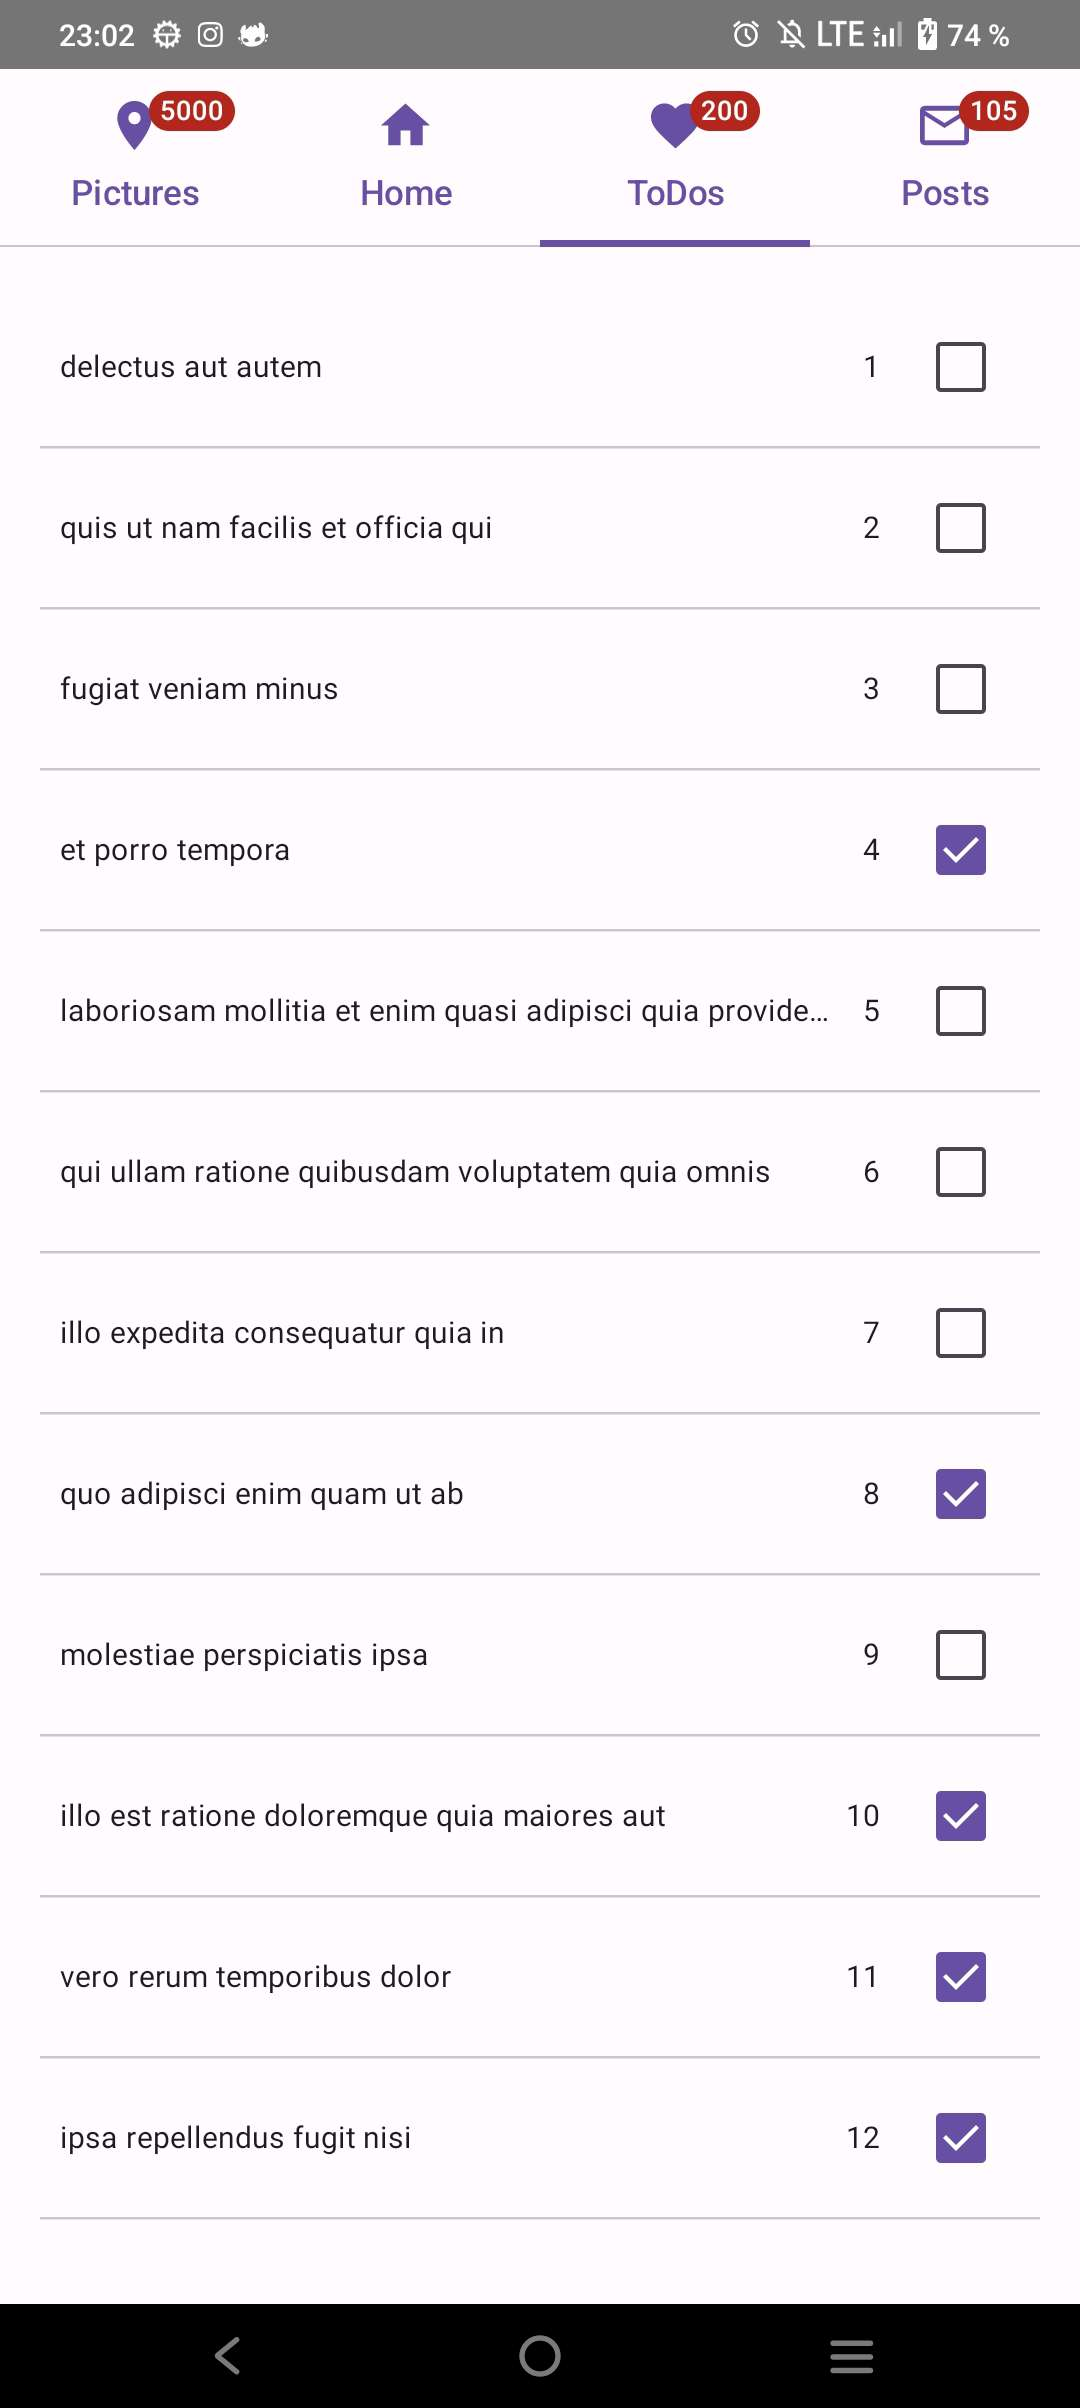 23:02 LTE 74 %
5000 200 105
Pictures Home ToDos Posts
delectus aut autem 1
quis ut nam facilis et officia qui 2
fugiat veniam minus 3
et porro tempora 4
laboriosam mollitia et enim quasi adipisci quia provide... 5
qui ullam ratione quibusdam voluptatem quia omnis 6
illo expedita consequatur quia in 7
quo adipisci enim quam ut ab 8
molestiae perspiciatis ipsa 9
illo est ratione doloremque quia maiores aut 10
vero rerum temporibus dolor 11
ipsa repellendus fugit nisi 12